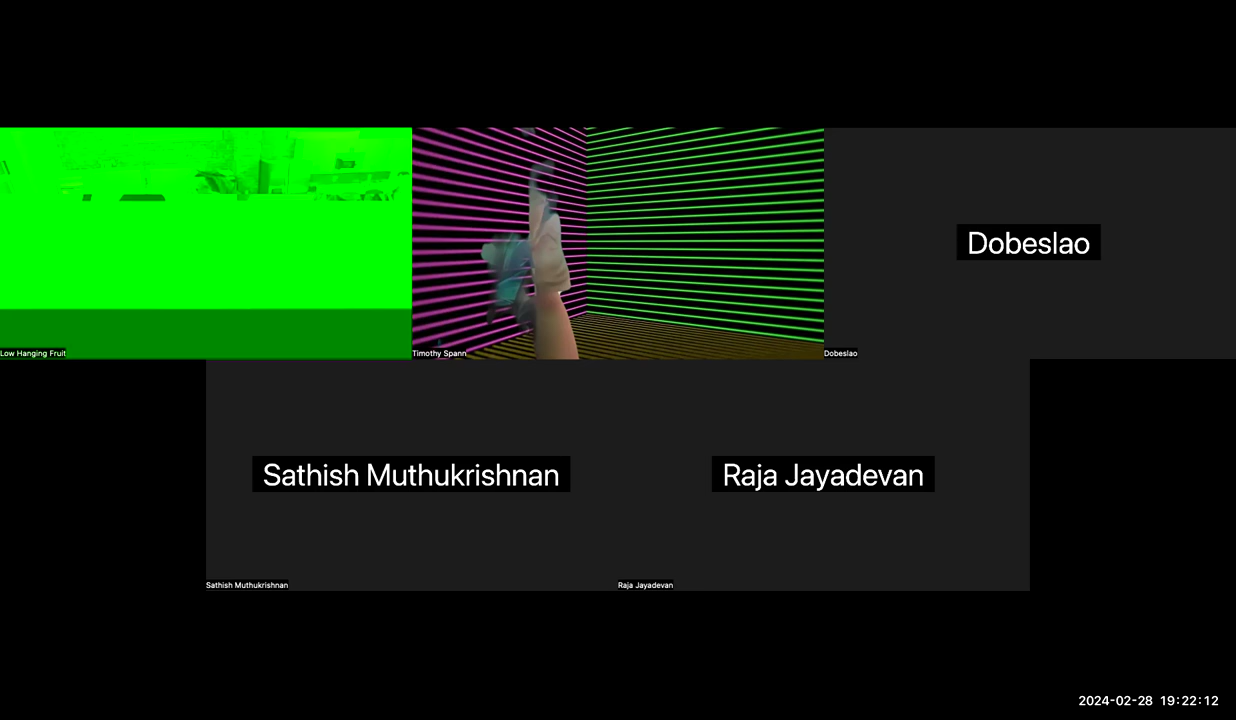 Low Hanging Fruit
Timothy Spann
Dobeslao
Dobeslao
Sathish Muthukrishnan
Raja Jayadevan
Sathish Muthukrishnan
Raja Jayadevan
2024-02-28 19:22:12